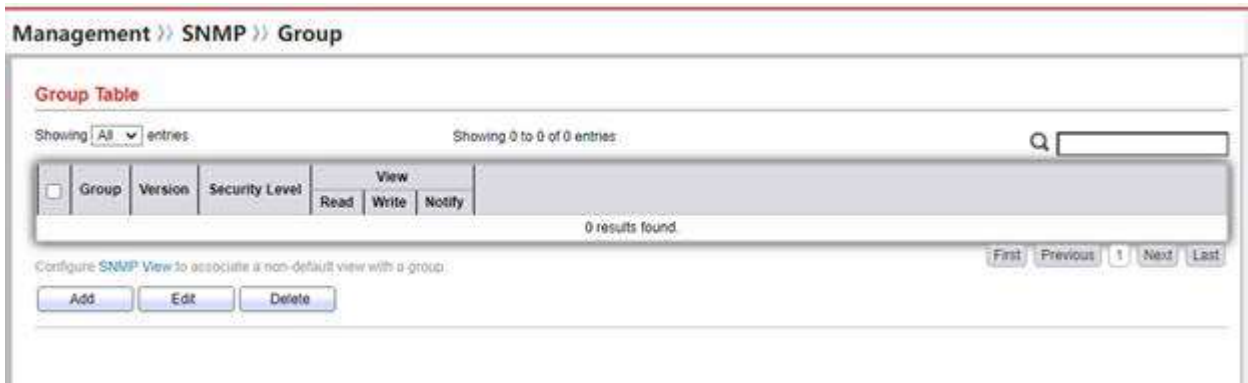 Management » SNMP » Group
Group Table
Showing All entries
Showing 0 to 0 of 0 entries
Group Version Security Level View
Read Write Notify
0 results found.
First Previous 1 Next Last
Configure SNMP View to associate a non-default view with a group.
Add Edit Delete